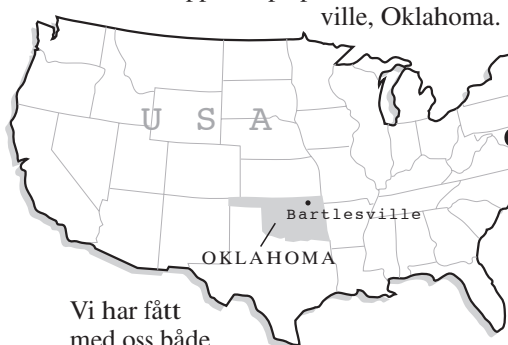 ville, Oklahoma.
U S A
Bartlesville
OKLAHOMA
Vi har fått
med oss både